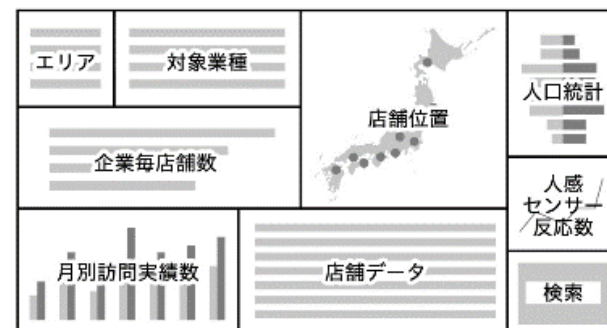 エリア
対象業種
店舗位置
人口統計
企業毎店舗数
人感
センサー
反応数
月別訪問実績数
店舗データ
検索